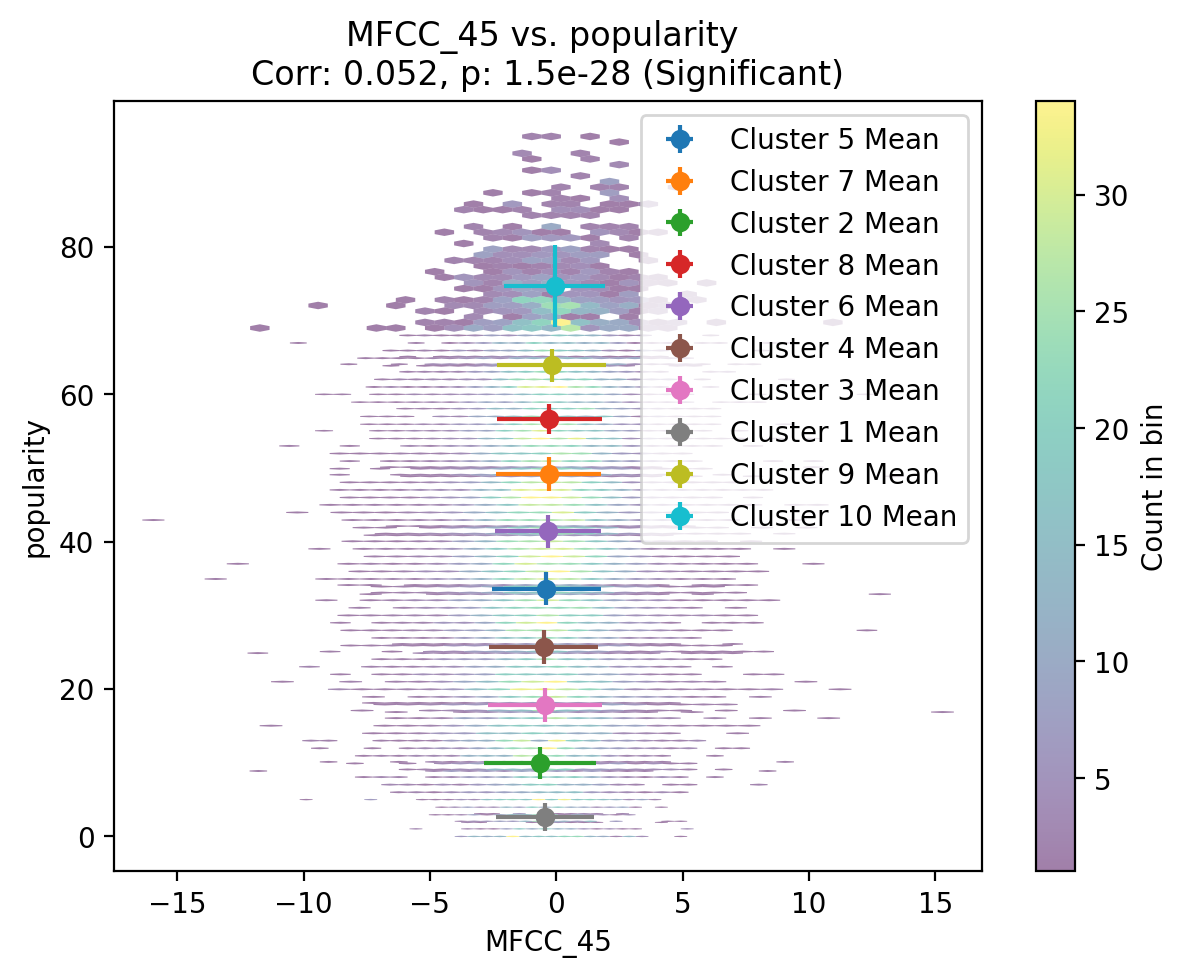 MFCC_45 vs. popularity
Corr: 0.052, p: 1.5e-28 (Significant)
Cluster 5 Mean
Cluster 7 Mean
Cluster 2 Mean
Cluster 8 Mean
Cluster 6 Mean
Cluster 4 Mean
Cluster 3 Mean
Cluster 1 Mean
Cluster 9 Mean
Cluster 10 Mean
popularity
80
60
40
20
0
−15
−10
−5
0
5
10
15
MFCC_45
30
25
20
15
10
5
Count in bin